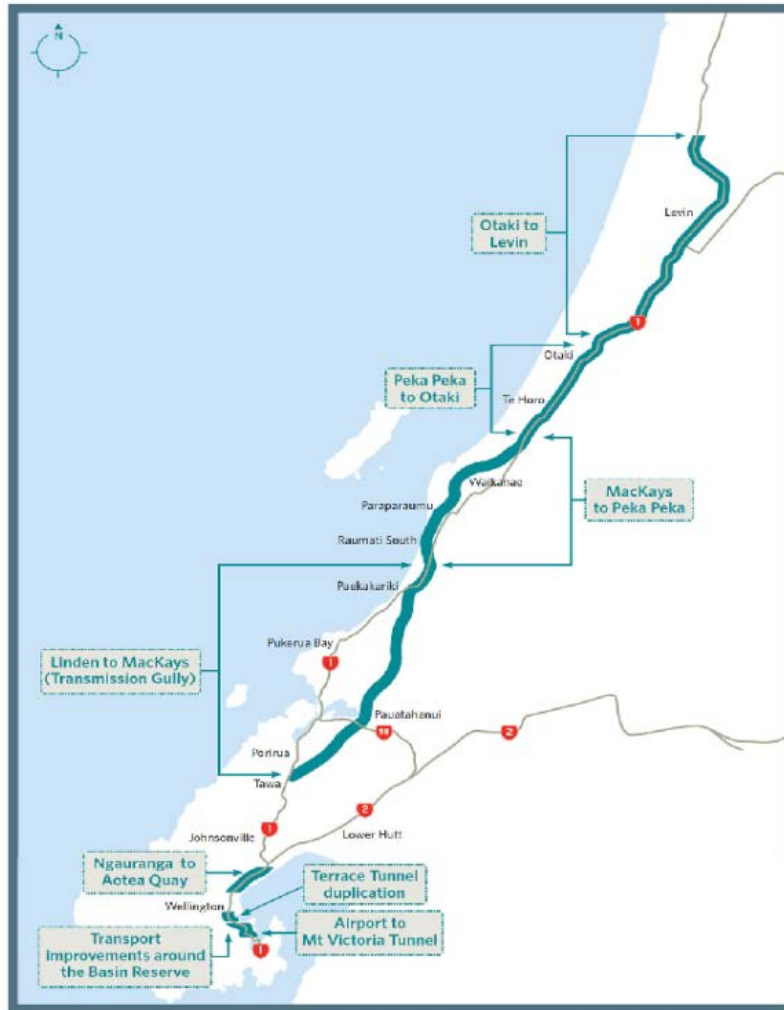 N
Levin
Otaki to
Levin
1
Otaki
Peka Peka
to Otaki
Te Horo
Waikanae
MacKays
to Peka Peka
Paraparaumu
Raumati South
Paekakariki
Pukerua Bay
1
Linden to MacKays
(Transmission Gully)
Pauatahanui
58
2
Porirua
Tawa
2
Johnsonville
1
Lower Hutt
Ngauranga to
Aotea Quay
Terrace Tunnel
duplication
Wellington
Transport
Improvements around
the Basin Reserve
Airport to
Mt Victoria Tunnel
1